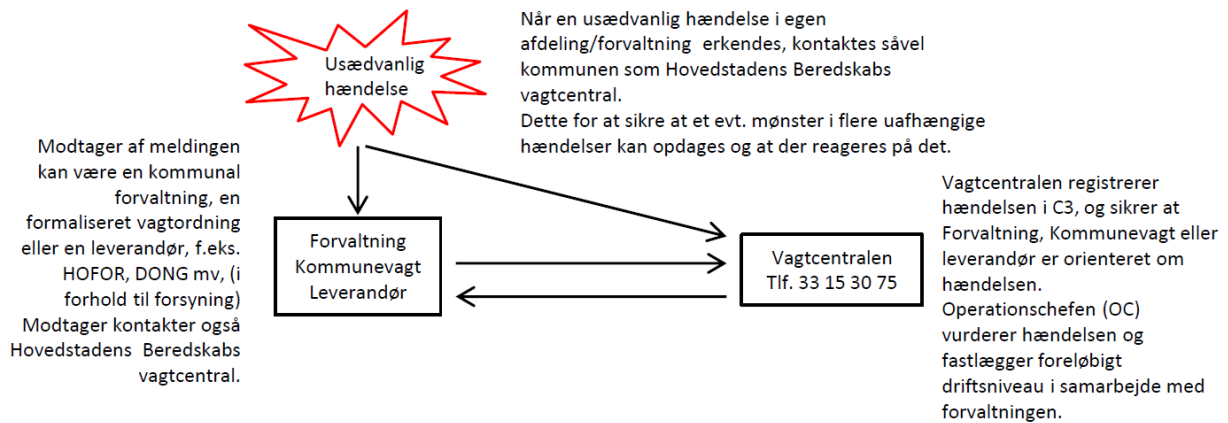 Usædvanlig
hændelse
Når en usædvanlig hændelse i egen
afdeling/forvaltning erkendes, kontaktes såvel
kommunen som Hovedstadens Beredskabs
vagtcentral.
Dette for at sikre at et evt. mønster i flere uafhængige
hændelser kan opdages og at der reageres på det.
Modtager af meldingen
kan være en kommunal
forvaltning, en
formaliseret vagtordning
eller en leverandør, f.eks.
HOFOR, DONG mv, (i
forhold til forsyning)
Modtager kontakter også
Hovedstadens Beredskabs
vagtcentral.
Forvaltning
Kommunevagt
Leverandør
Vagtcentralen
Tlf. 33 15 30 75
Vagtcentralen registrerer
hændelsen i C3, og sikrer at
Forvaltning, Kommunevagt eller
leverandør er orienteret om
hændelsen.
Operationschefen (OC)
vurderer hændelsen og
fastlægger foreløbigt
driftsniveau i samarbejde med
forvaltningen.